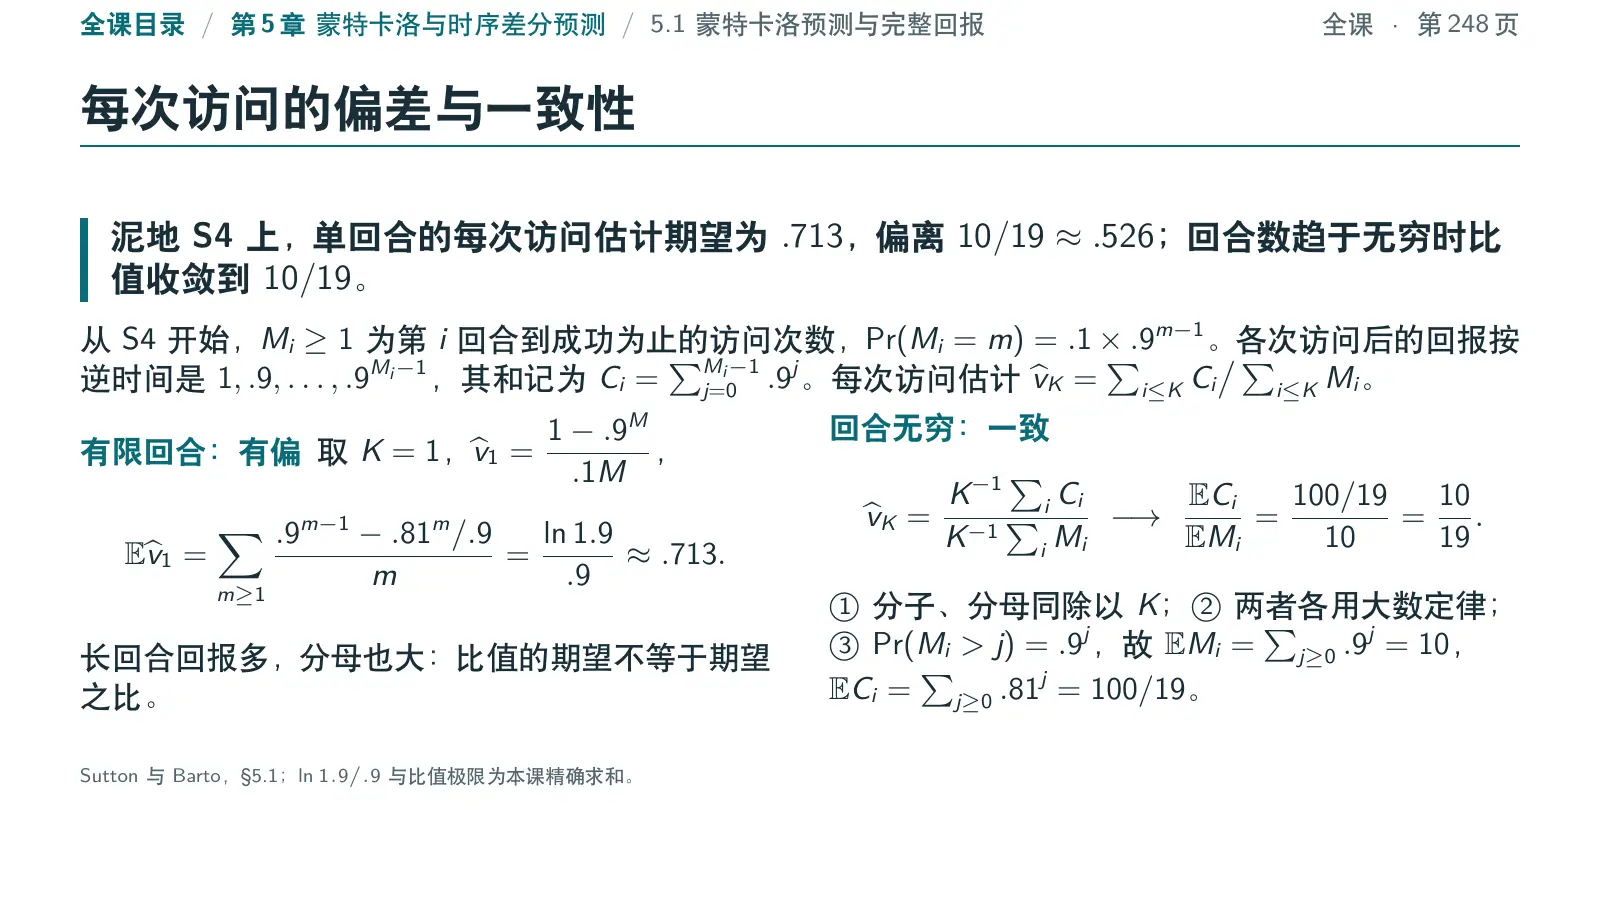 全课目录 / 第 5 章 蒙特卡洛与时序差分预测 / 5.1 蒙特卡洛预测与完整回报
全课 · 第 248 页
每次访问的偏差与一致性
泥地 S4 上，单回合的每次访问估计期望为 .713，偏离 10/19 ≈ .526；回合数趋于无穷时比
值收敛到 10/19。
从 S4 开始，M_i ≥ 1 为第 i 回合到成功为止的访问次数，Pr(M_i = m) = .1 × .9^{m−1}。各次访问后的回报按
逆时间是 1, .9, . . . , .9^{M_i−1}，其和记为 C_i = ∑_{j=0}^{M_i−1} .9^j。每次访问估计 v̂_K = ∑_{i≤K} C_i / ∑_{i≤K} M_i。
有限回合：有偏 取 K = 1，v̂_1 = (1 − .9^M)/(.1M)，
𝔼v̂_1 = ∑_{m≥1} (.9^{m−1} − .81^m/.9)/m = (ln 1.9)/.9 ≈ .713.
长回合回报多，分母也大：比值的期望不等于期望
之比。
回合无穷：一致
v̂_K = (K^{−1} ∑_i C_i)/(K^{−1} ∑_i M_i) ⟶ 𝔼C_i/𝔼M_i = (100/19)/10 = 10/19.
① 分子、分母同除以 K；② 两者各用大数定律；
③ Pr(M_i > j) = .9^j，故 𝔼M_i = ∑_{j≥0} .9^j = 10，
𝔼C_i = ∑_{j≥0} .81^j = 100/19。
Sutton 与 Barto，§5.1；ln 1.9/.9 与比值极限为本课精确求和。